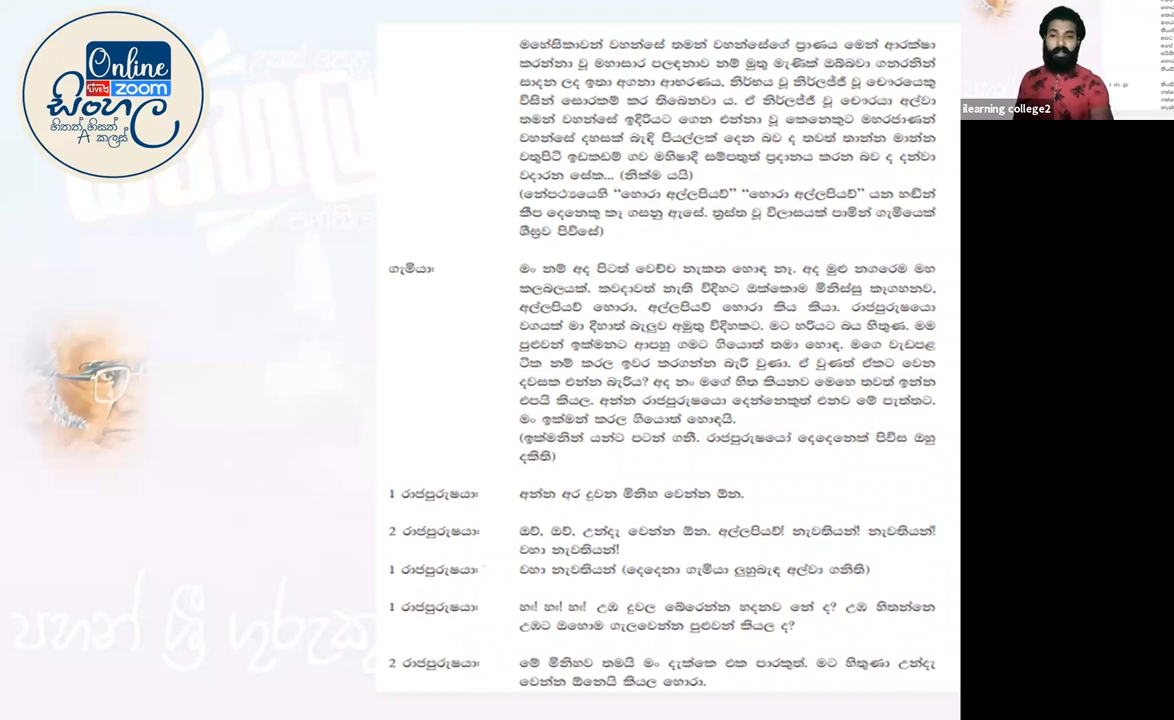 Online
LIVE zoom
සිංහල
හිතත් හිසත්
A කලස්
ilearning college2
මහේසිකාවන් වහන්සේ තමන් වහන්සේගේ ප්‍රාණය මෙන් ආරක්ෂා
කරන්නා වූ මහාසාර පලඳනාව නම් මුතු මැණික් ඔබ්බවා ගනරනින්
සාදන ලද ඉතා අගනා ආභරණය, නිර්භය වූ නිර්ලජ්ජී වූ චෞරයෙකු
විසින් සොරකම් කර තිබෙනවා ය. ඒ නිර්ලජ්ජී වූ චෞරයා අල්වා
තමන් වහන්සේ ඉදිරියට ගෙන එන්නා වූ කෙනෙකුට මහරජාණන්
වහන්සේ දහසක් බැඳි පියල්ලක් දෙන බව ද තවත් තාන්න මාන්න
වතුපිටි ඉඩකඩම් ගව මහිෂාදී සම්පතුත් ප්‍රදානය කරන බව ද දන්වා
වදාරන සේක... (නික්ම යයි)
(නේපථ්‍යයෙහි “හොරා අල්ලපියව්” “හොරා අල්ලපියව්” යන හඬින්
කීප දෙනෙකු කෑ ගසනු ඇසේ. ත්‍රස්ත වූ විලාසයක් පාමින් ගැමියෙක්
ශීඝ්‍රව පිවිසේ)
ගැමියා: මං නම් අද පිටත් වෙච්ච නැකත හොඳ නෑ. අද මුළු නගරෙම මහ
කලබලයක්. කවදාවත් නැති විදිහට ඔක්කොම මිනිස්සු කෑගහනව,
අල්ලපියව් හොරා, අල්ලපියව් හොරා කිය කියා. රාජපුරුෂයො
වගයක් මා දිහාත් බැලුව අමුතු විදිහකට. මට හරියට බය හිතුණ. මම
පුළුවන් ඉක්මනට ආපහු ගමට ගියොත් තමා හොඳ. මගෙ වැඩපළ
ටික නම් කරල ඉවර කරගන්න බැරි වුණා. ඒ වුණත් ඒකට වෙන
දවසක එන්න බැරිය? අද නං මගේ හිත කියනව මෙහෙ තවත් ඉන්න
එපයි කියල. අන්න රාජපුරුෂයො දෙන්නෙකුත් එනව මේ පැත්තට.
මං ඉක්මන් කරල ගියොත් හොඳයි.
(ඉක්මනින් යන්ට පටන් ගනී. රාජපුරුෂයෝ දෙදෙනෙක් පිවිස ඔහු
දකිති)
1 රාජපුරුෂයා: අන්න අර දුවන මිනිහ වෙන්න ඕන.
2 රාජපුරුෂයා: ඔව්, ඔව්, උන්දෑ වෙන්න ඕන. අල්ලපියව්! නැවතියන්! නැවතියන්!
වහා නැවතියන්!
1 රාජපුරුෂයා: වහා නැවතියන් (දෙදෙනා ගැමියා ලුහුබැඳ අල්වා ගනිති)
1 රාජපුරුෂයා: හඃ! හඃ! හඃ! උඹ දුවල බේරෙන්න හදනව නේ ද? උඹ හිතන්නෙ
උඹට ඔහොම ගැලවෙන්න පුළුවන් කියල ද?
2 රාජපුරුෂයා: මේ මිනිහව තමයි මං දැක්කෙ එක පාරකුත්. මට හිතුණා උන්දෑ
වෙන්න ඕනෙයි කියල හොරා.
පහන් ශ්‍රී ගුරුකු